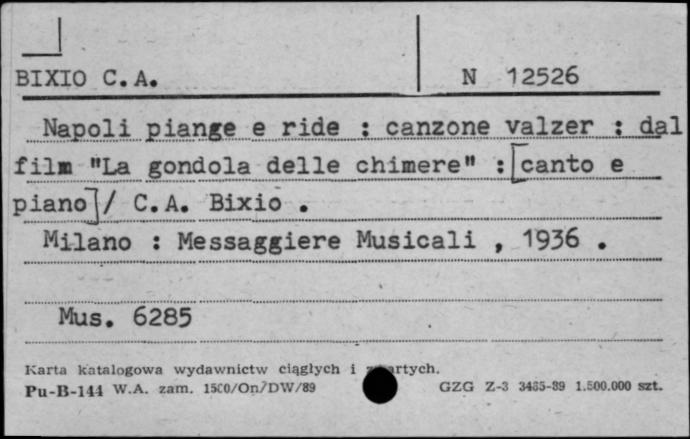 BIXIO C.A.
N 12526
Napoli piange e ride : canzone valzer : dal
film "La gondola delle chimere" : [canto e
piano]/ C.A. Bixio .
Milano : Messaggiere Musicali , 1936 .
Mus. 6285
Karta katalogowa wydawnictw ciągłych i
Pu-B-144 W.A. zam. 1500/On/DW/89
GZG Z-3 3485-89 1.500.000 szt.